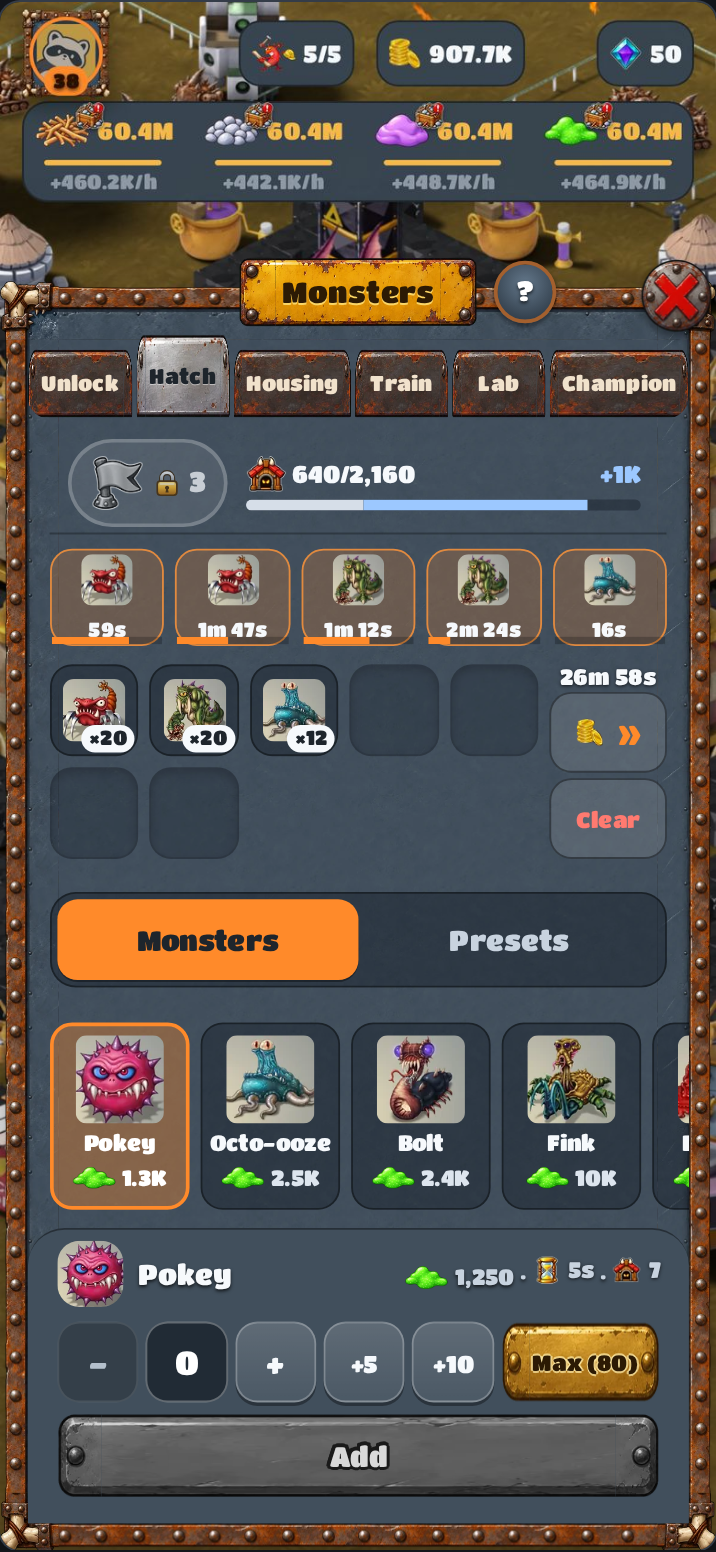 38
5/5
907.7K
50
60.4M 60.4M 60.4M 60.4M
+460.2K/h +442.1K/h +448.7K/h +464.9K/h
Monsters ?
Unlock Hatch Housing Train Lab Champion
3
640/2,160 +1K
59s 1m 47s 1m 12s 2m 24s 16s
26m 58s
×20 ×20 ×12
»
Clear
Monsters Presets
Pokey Octo-ooze Bolt Fink
1.3K 2.5K 2.4K 10K
Pokey 1,250 · 5s . 7
- 0 + +5 +10 Max (80)
Add